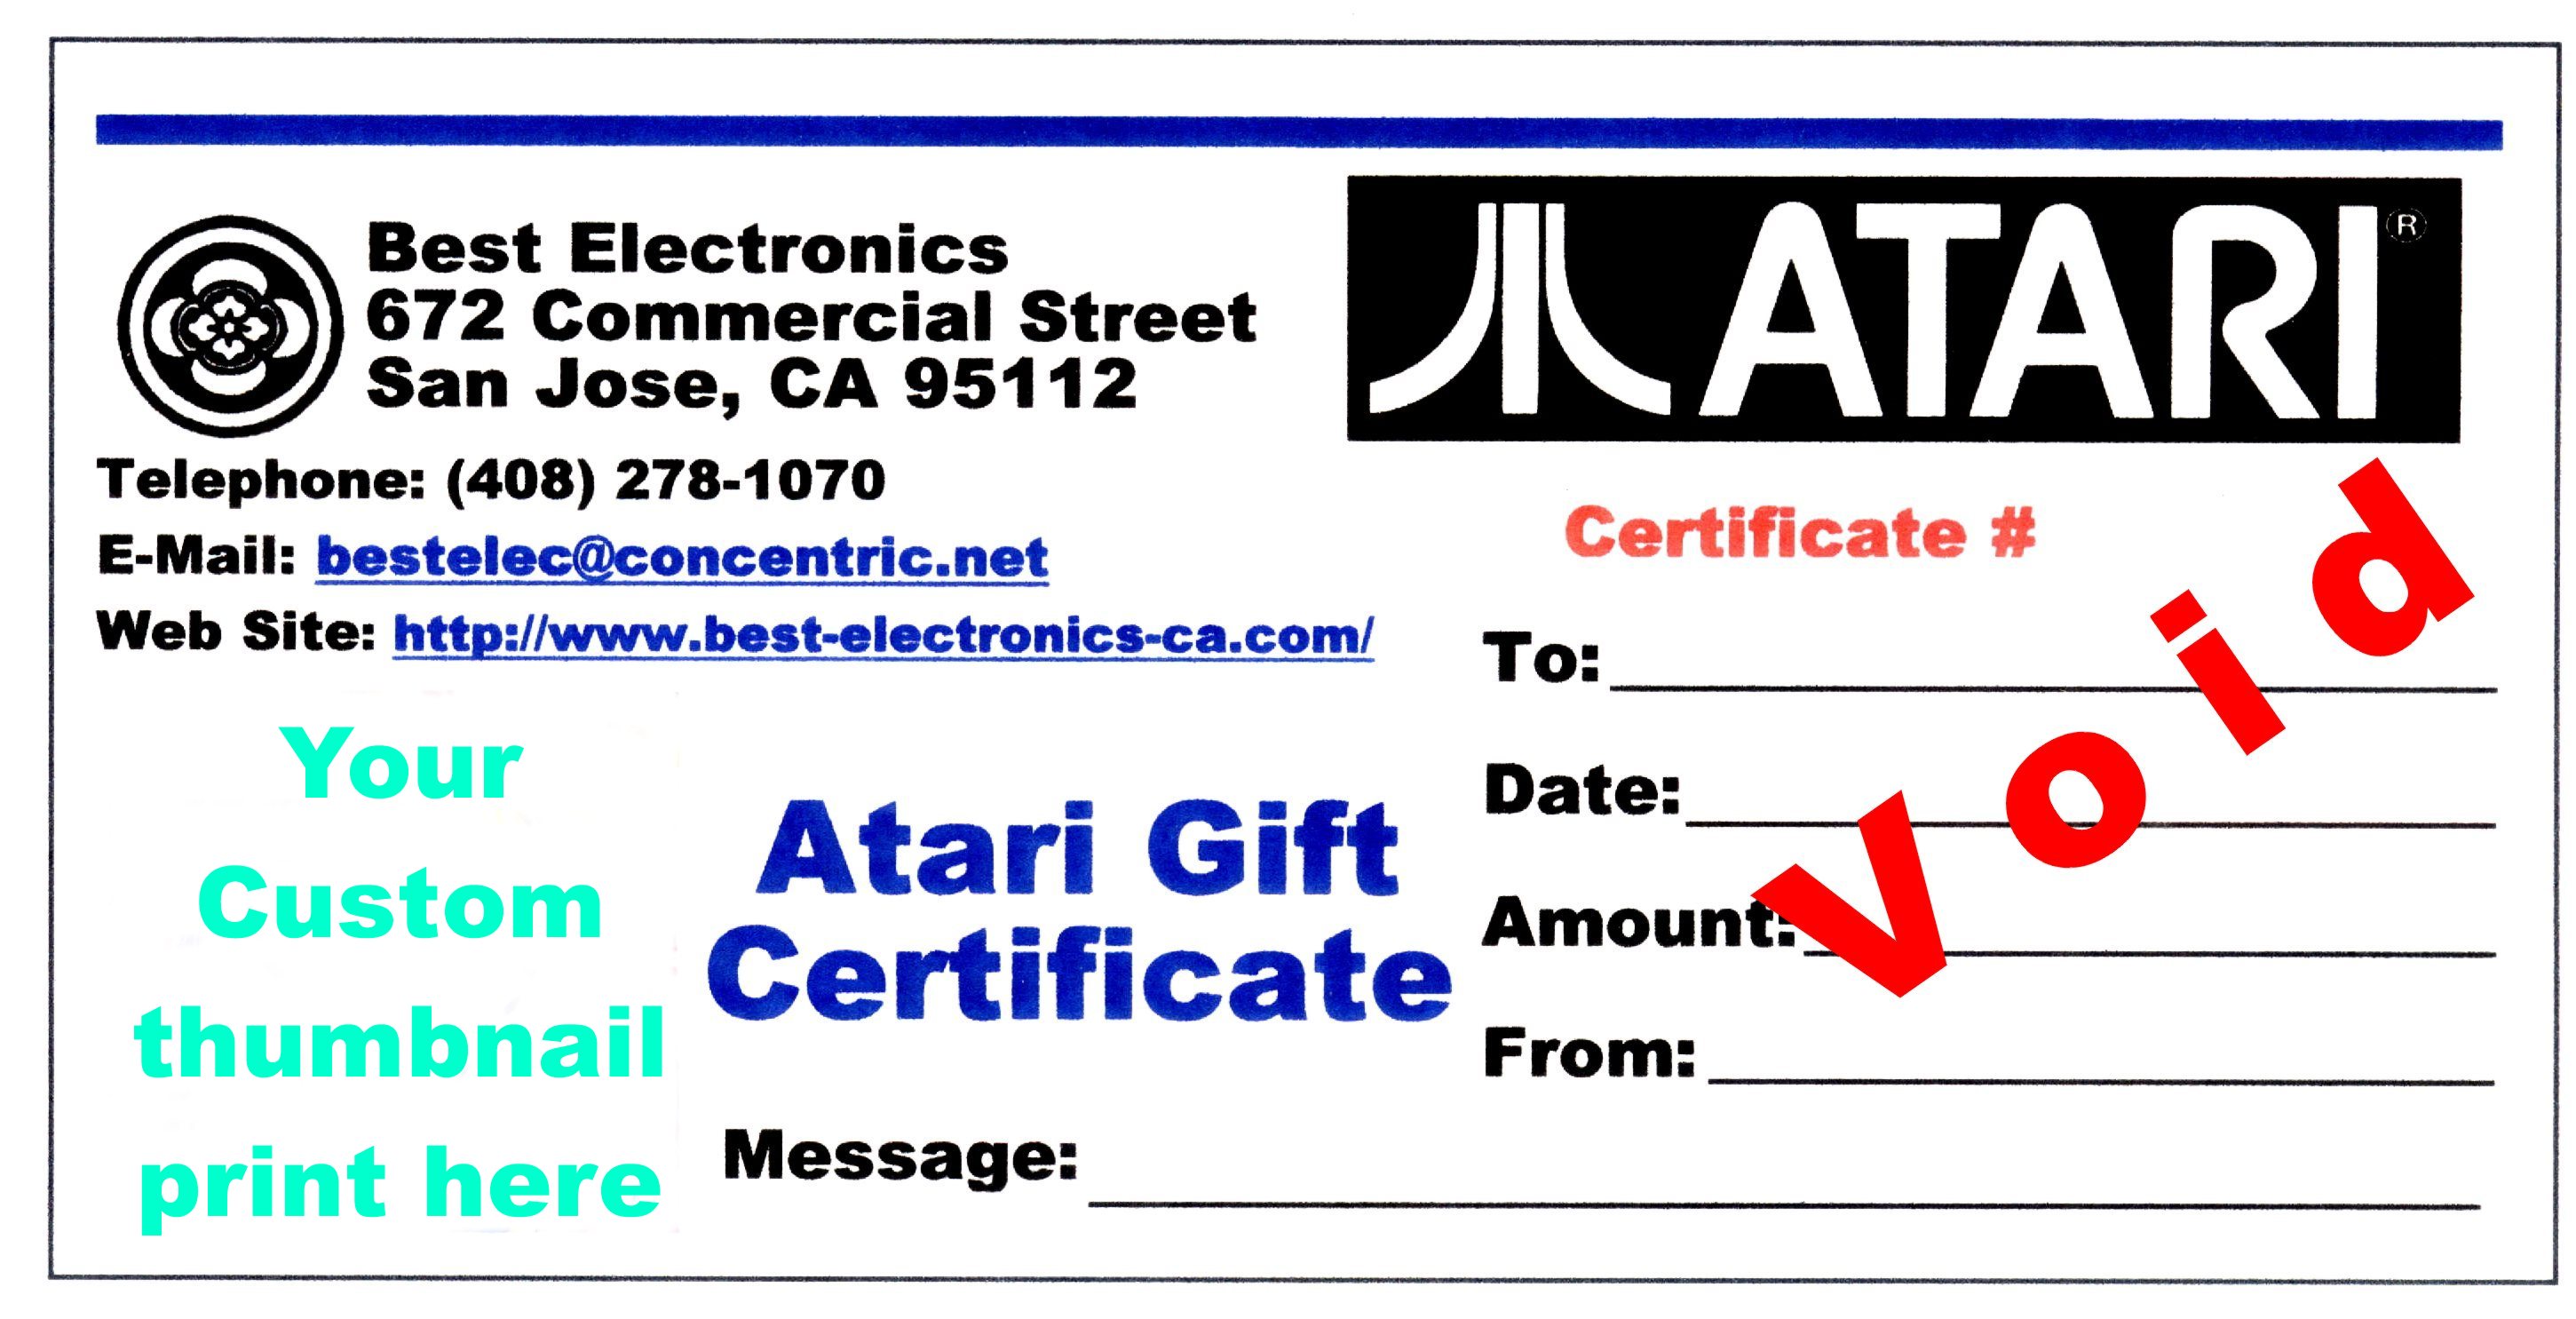 Best Electronics
672 Commercial Street
San Jose, CA 95112
ATARI®
Telephone: (408) 278-1070
E-Mail: bestelec@concentric.net
Web Site: http://www.best-electronics-ca.com/
Certificate #
To:
Date:
Amount:
From:
Void
Your
Custom
thumbnail
print here
Atari Gift
Certificate
Message: